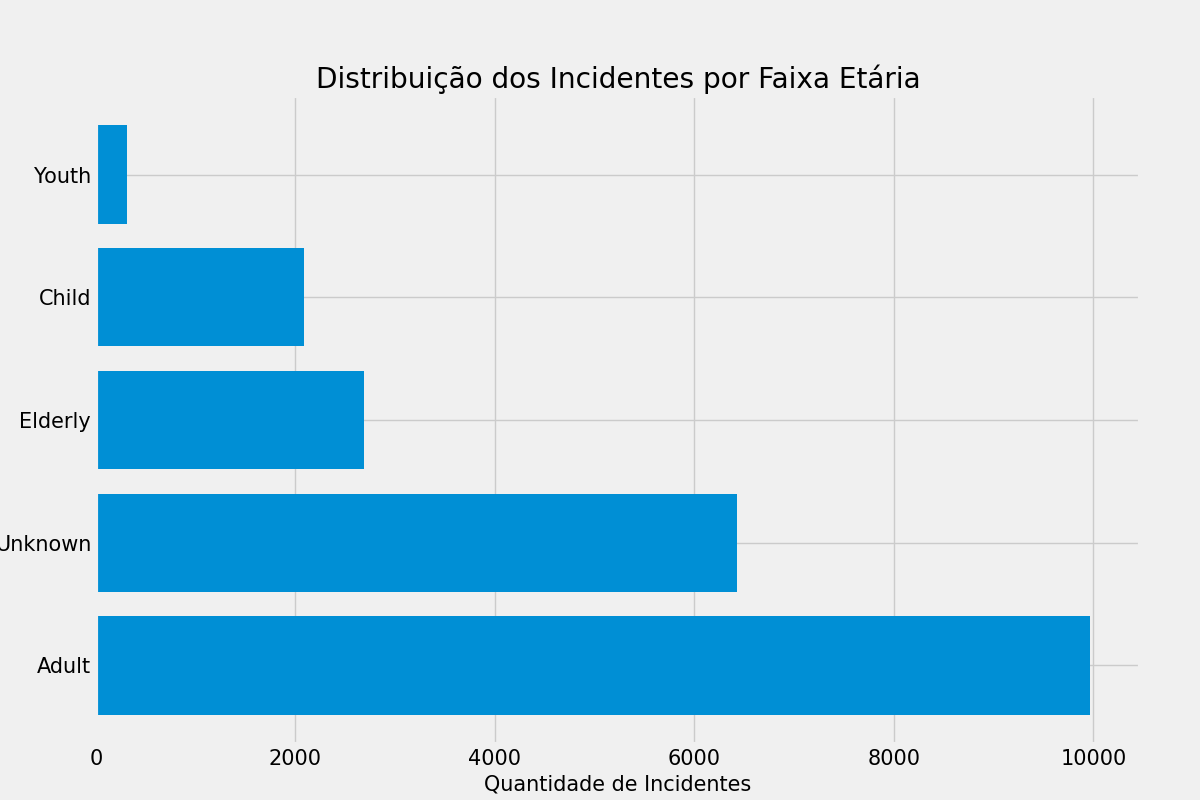 Distribuição dos Incidentes por Faixa Etária
Youth
Child
Elderly
Unknown
Adult
0 2000 4000 6000 8000 10000
Quantidade de Incidentes